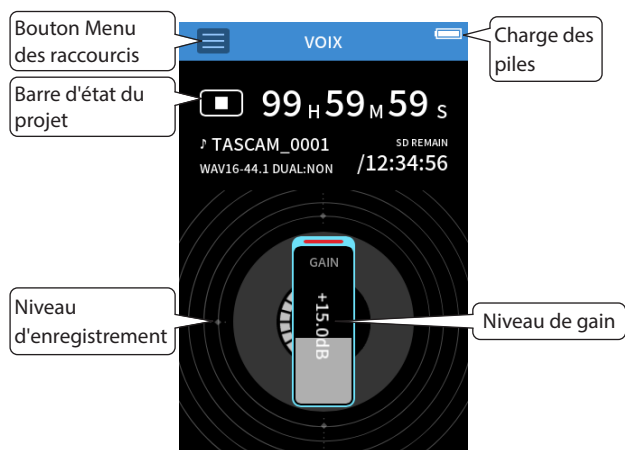 Bouton Menu
des raccourcis
VOIX
Charge des
piles
Barre d'état du
projet
99 H 59 M 59 S
♪ TASCAM_0001
SD REMAIN
WAV16-44.1 DUAL:NON
/12:34:56
GAIN
+15.0dB
Niveau
d'enregistrement
Niveau de gain